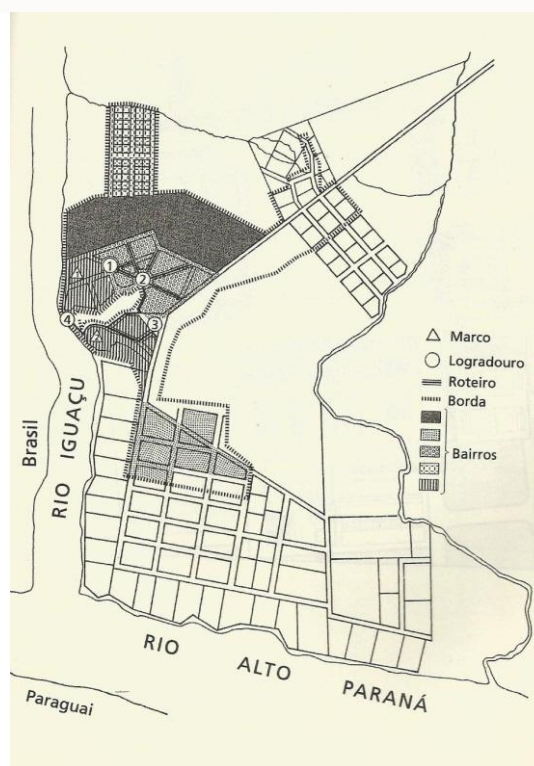 1
2
3
4
Marco
Logradouro
Roteiro
Borda
Bairros
Brasil
RIO IGUAÇU
RIO ALTO PARANÁ
Paraguai